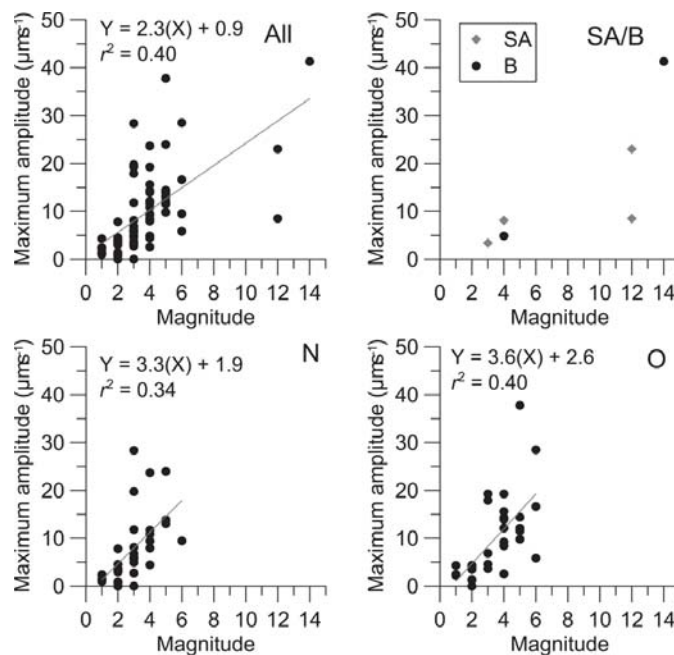 Y = 2.3(X) + 0.9
r² = 0.40
All
Maximum amplitude (μms⁻¹)
50
40
30
20
10
0
0 2 4 6 8 10 12 14
Magnitude
SA
B
SA/B
Maximum amplitude (μms⁻¹)
50
40
30
20
10
0
0 2 4 6 8 10 12 14
Magnitude
Y = 3.3(X) + 1.9
r² = 0.34
N
Maximum amplitude (μms⁻¹)
50
40
30
20
10
0
0 2 4 6 8 10 12 14
Magnitude
Y = 3.6(X) + 2.6
r² = 0.40
O
Maximum amplitude (μms⁻¹)
50
40
30
20
10
0
0 2 4 6 8 10 12 14
Magnitude